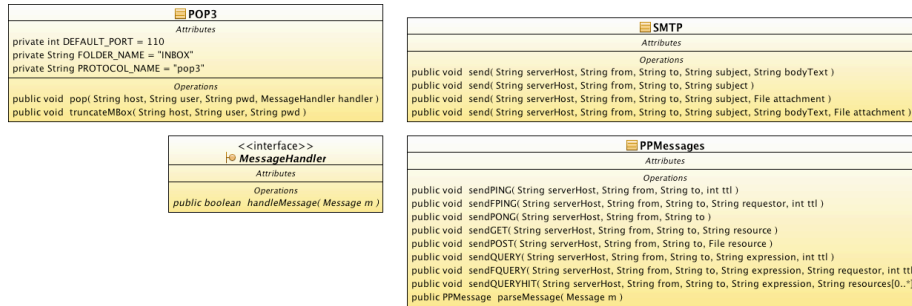 POP3
Attributes
private int DEFAULT_PORT = 110
private String FOLDER_NAME = "INBOX"
private String PROTOCOL_NAME = "pop3"
Operations
public void pop( String host, String user, String pwd, MessageHandler handler )
public void truncateMBox( String host, String user, String pwd )
SMTP
Attributes
Operations
public void send( String serverHost, String from, String to, String subject, String bodyText )
public void send( String serverHost, String from, String to, String subject )
public void send( String serverHost, String from, String to, String subject, File attachment )
public void send( String serverHost, String from, String to, String subject, String bodyText, File attachment )
<<interface>>
MessageHandler
Attributes
Operations
public boolean handleMessage( Message m )
PPMessages
Attributes
Operations
public void sendPING( String serverHost, String from, String to, int ttl )
public void sendFPING( String serverHost, String from, String to, String requestor, int ttl )
public void sendPONG( String serverHost, String from, String to )
public void sendGET( String serverHost, String from, String to, String resource )
public void sendPOST( String serverHost, String from, String to, File resource )
public void sendQUERY( String serverHost, String from, String to, String expression, int ttl )
public void sendFQUERY( String serverHost, String from, String to, String expression, String requestor, int ttl
public void sendQUERYHIT( String serverHost, String from, String to, String expression, String resources[0..*]
public PPMessage parseMessage( Message m )